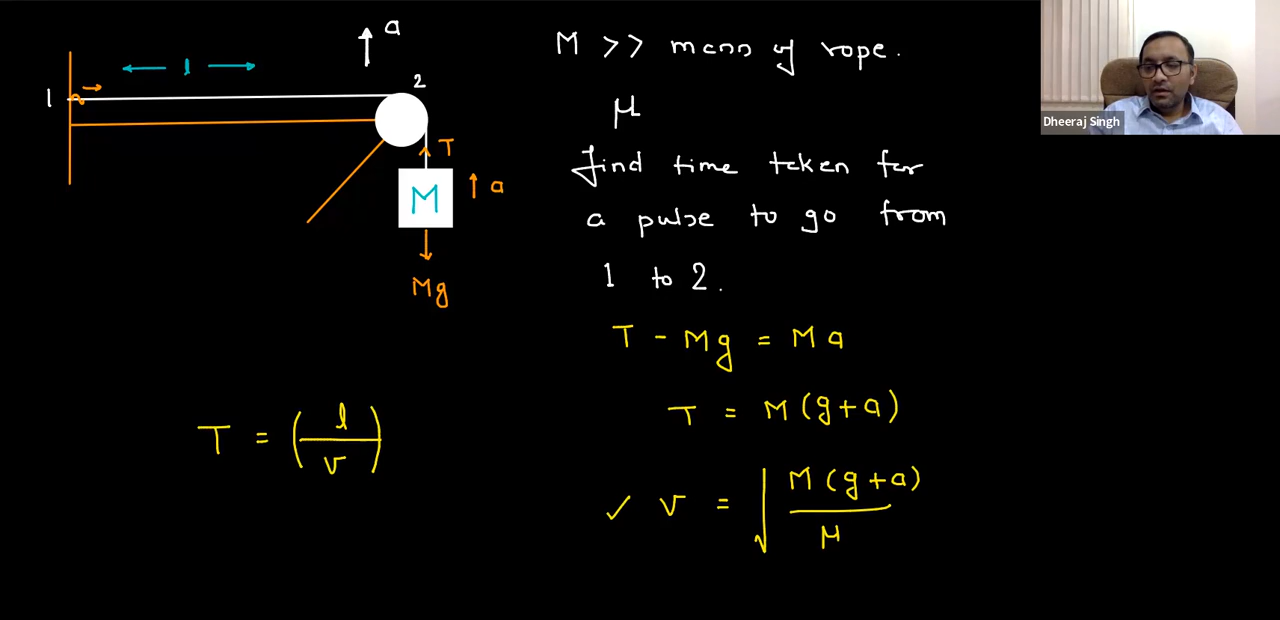 a
l
1
2
T
M
a
Mg
M >> mass of rope.
μ
find time taken for
a pulse to go from
1 to 2.
T - Mg = Ma
T = M(g+a)
✓ v = √(M(g+a)/μ)
T = (l/v)
Dheeraj Singh